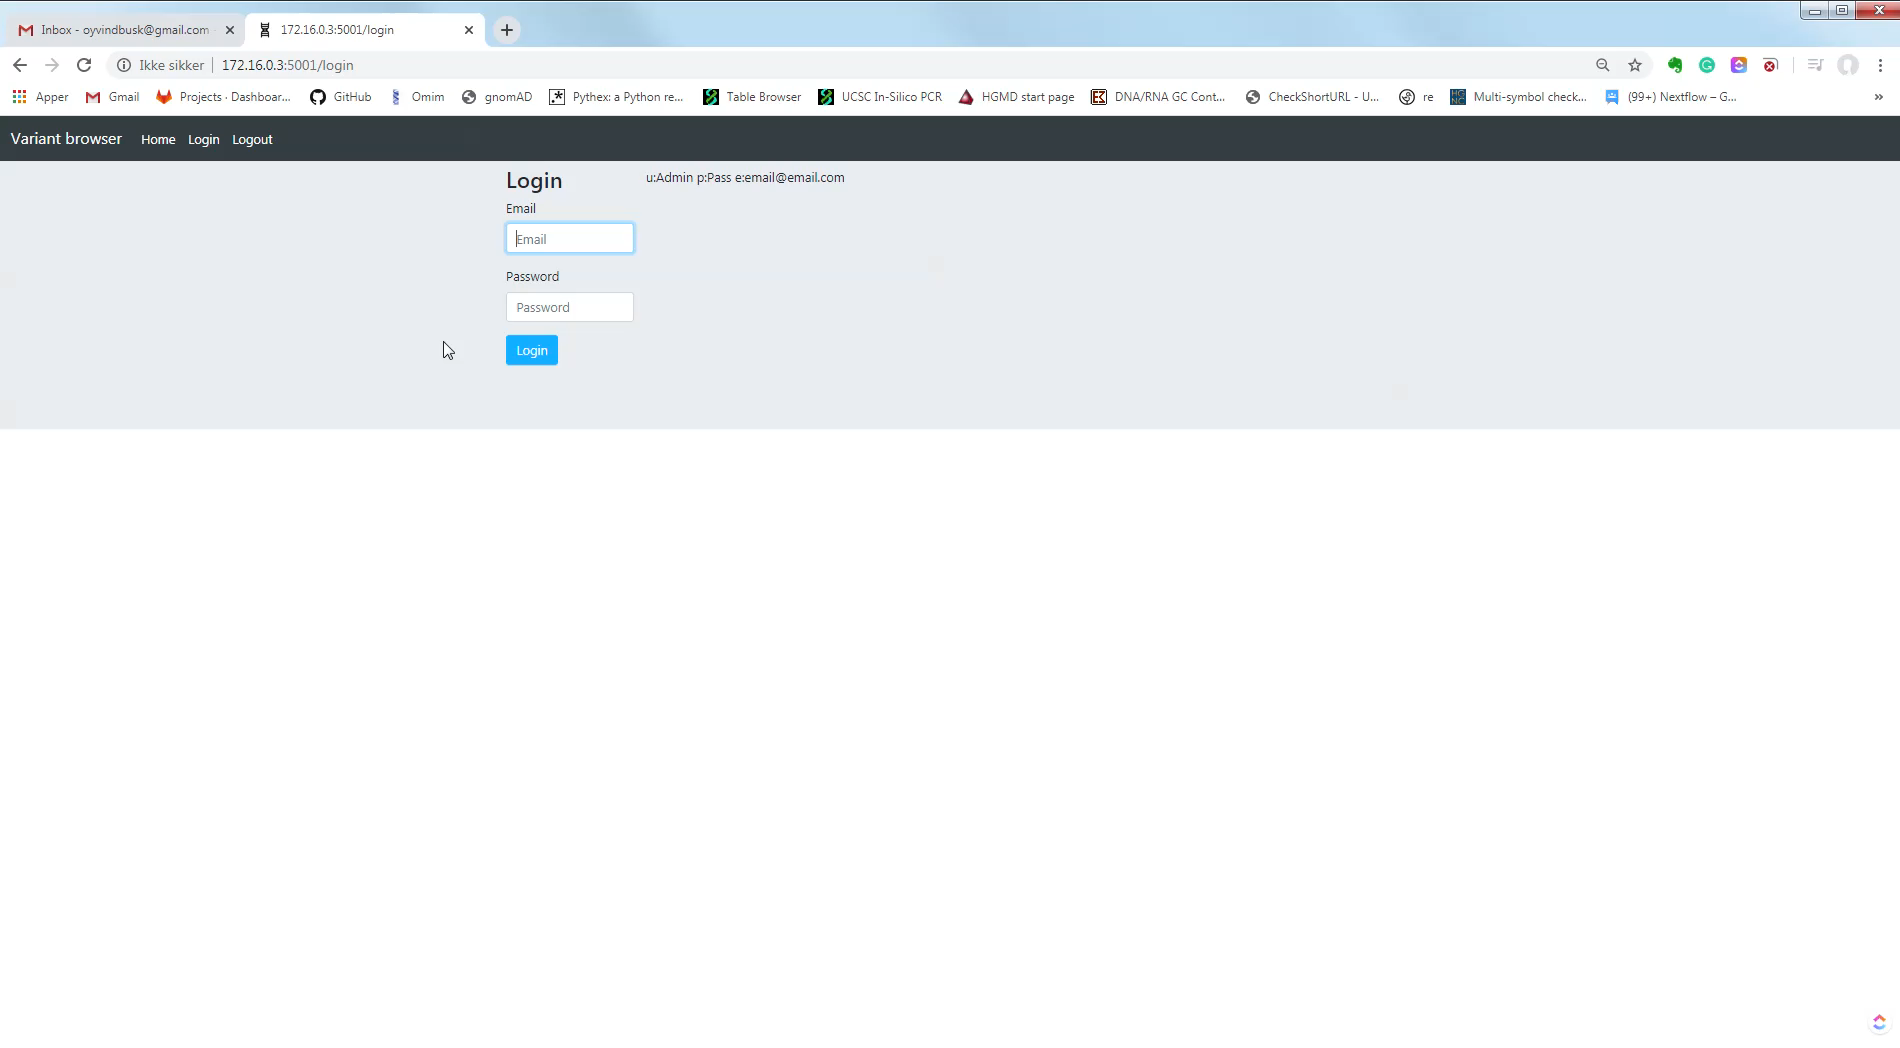 Inbox - oyvindbusk@gmail.com
172.16.0.3:5001/login
Ikke sikker 172.16.0.3:5001/login
Apper Gmail Projects · Dashboar... GitHub Omim gnomAD Pythex: a Python re... Table Browser UCSC In-Silico PCR HGMD start page DNA/RNA GC Cont... CheckShortURL - U... re Multi-symbol check... (99+) Nextflow – G... »
Variant browser Home Login Logout
Login
u:Admin p:Pass e:email@email.com
Email
Email
Password
Password
Login